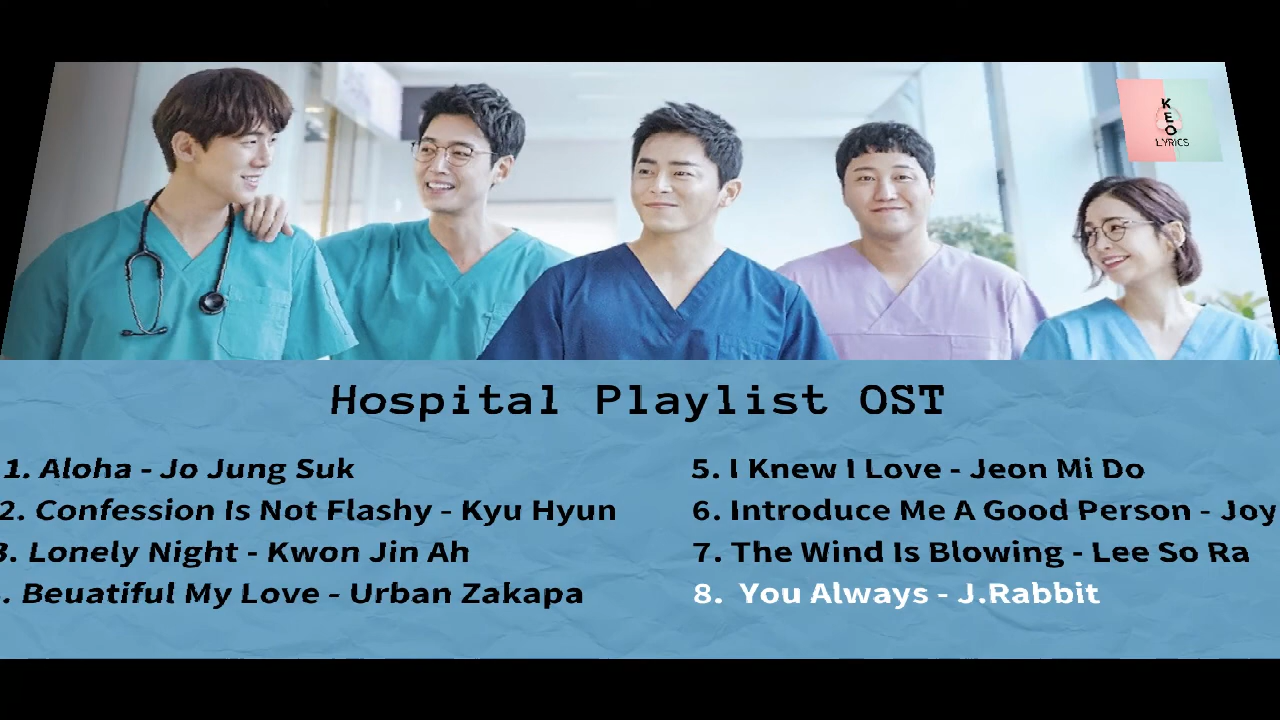 K
E
O
LYRICS
Hospital Playlist OST
1. Aloha - Jo Jung Suk
2. Confession Is Not Flashy - Kyu Hyun
3. Lonely Night - Kwon Jin Ah
. Beuatiful My Love - Urban Zakapa
5. I Knew I Love - Jeon Mi Do
6. Introduce Me A Good Person - Joy
7. The Wind Is Blowing - Lee So Ra
8. You Always - J.Rabbit